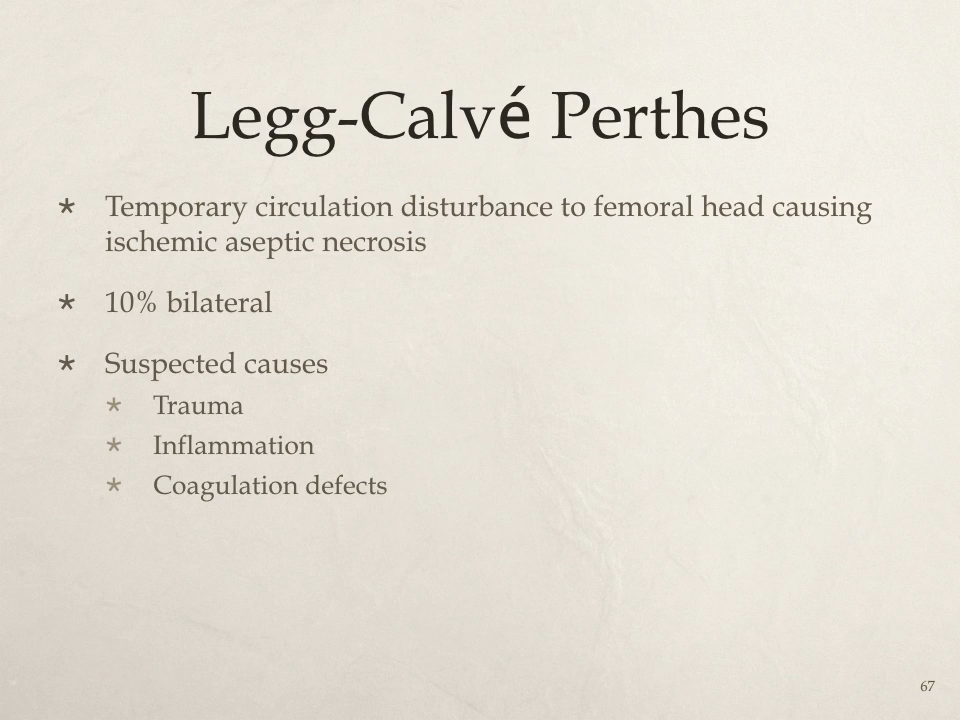 Legg-Calvé Perthes
* Temporary circulation disturbance to femoral head causing
ischemic aseptic necrosis
* 10% bilateral
* Suspected causes
* Trauma
* Inflammation
* Coagulation defects
67